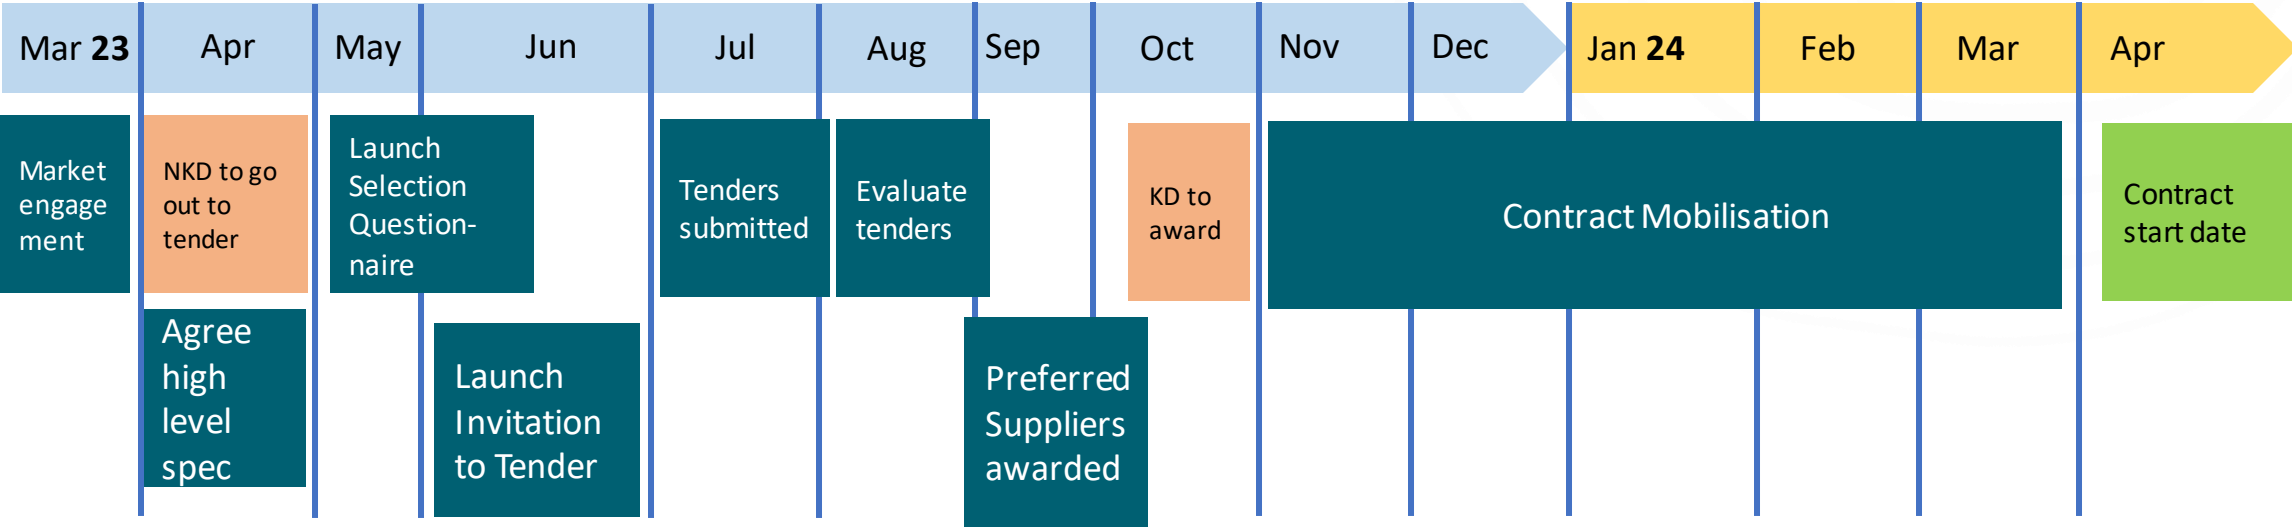 Mar 23
Apr
May
Jun
Jul
Aug
Sep
Oct
Nov
Dec
Jan 24
Feb
Mar
Apr
Market
engage
ment
NKD to go
out to
tender
Launch
Selection
Question-
naire
Tenders
submitted
Evaluate
tenders
KD to
award
Contract Mobilisation
Contract
start date
Agree
high
level
spec
Launch
Invitation
to Tender
Preferred
Suppliers
awarded